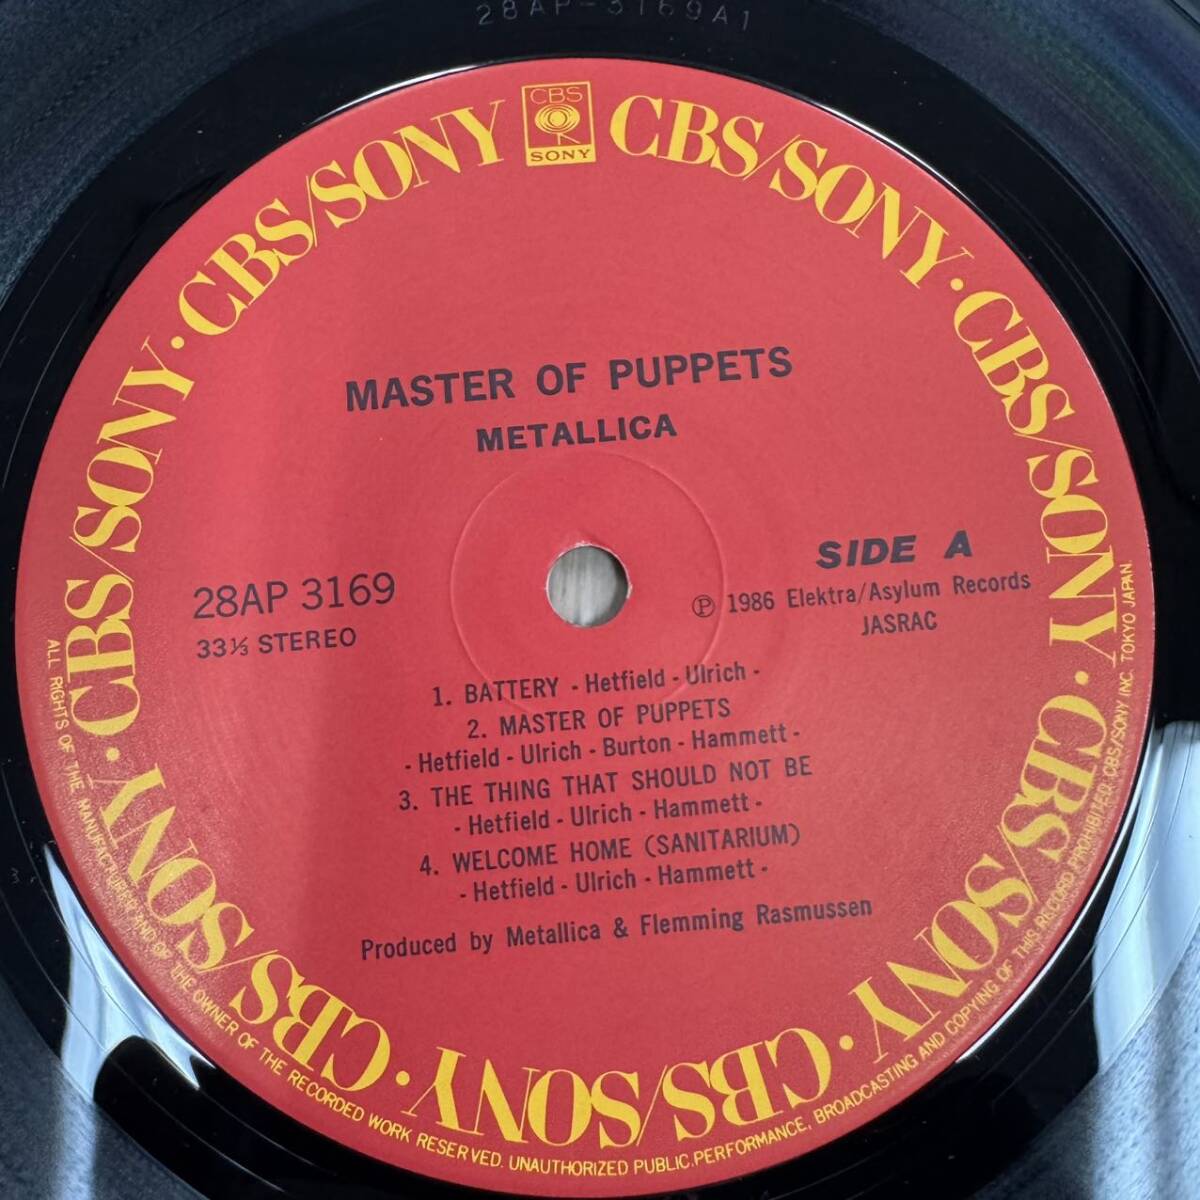 28AP-3169A1
CBS
SONY
CBS/SONY · CBS/SONY · CBS/SONY · CBS/SONY · CBS/SONY · CBS/SONY · CBS/SONY · CBS/SONY
MASTER OF PUPPETS
METALLICA
SIDE A
28AP 3169
33⅓ STEREO
Ⓟ 1986 Elektra/Asylum Records
JASRAC
1. BATTERY - Hetfield - Ulrich -
2. MASTER OF PUPPETS
- Hetfield - Ulrich - Burton - Hammett -
3. THE THING THAT SHOULD NOT BE
- Hetfield - Ulrich - Hammett -
4. WELCOME HOME (SANITARIUM)
- Hetfield - Ulrich - Hammett -
Produced by Metallica & Flemming Rasmussen
ALL RIGHTS OF THE MANUFACTURER AND OF THE OWNER OF THE RECORDED WORK RESERVED. UNAUTHORIZED PUBLIC PERFORMANCE, BROADCASTING AND COPYING OF THIS RECORD PROHIBITED. CBS/SONY INC. TOKYO JAPAN.